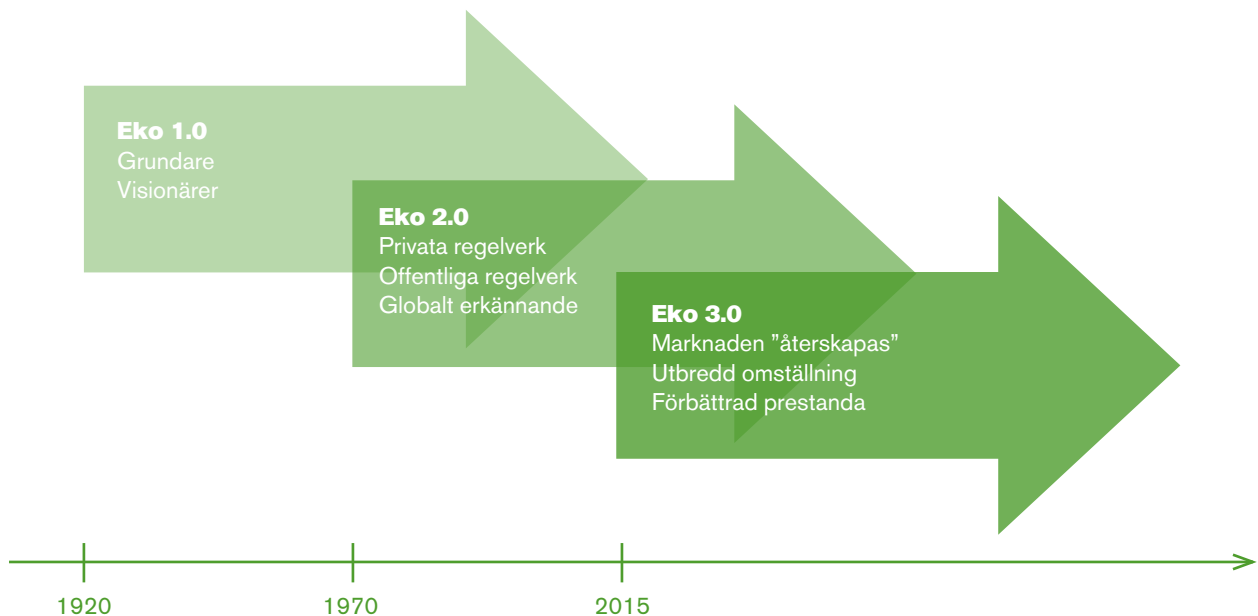 Eko 1.0
Grundare
Visionärer
Eko 2.0
Privata regelverk
Offentliga regelverk
Globalt erkännande
Eko 3.0
Marknaden ”återskapas”
Utbredd omställning
Förbättrad prestanda
1920
1970
2015